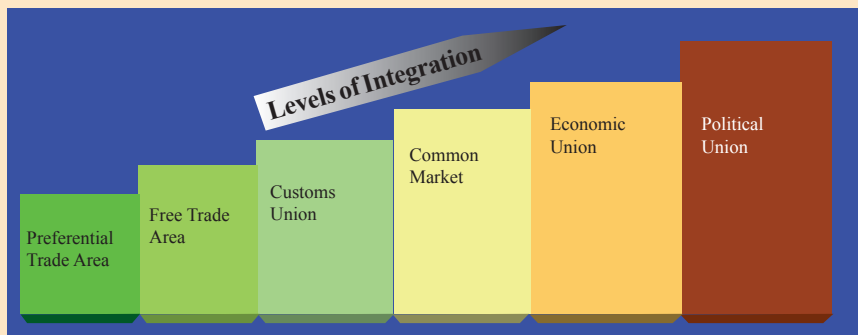 Levels of Integration
Preferential
Trade Area
Free Trade
Area
Customs
Union
Common
Market
Economic
Union
Political
Union